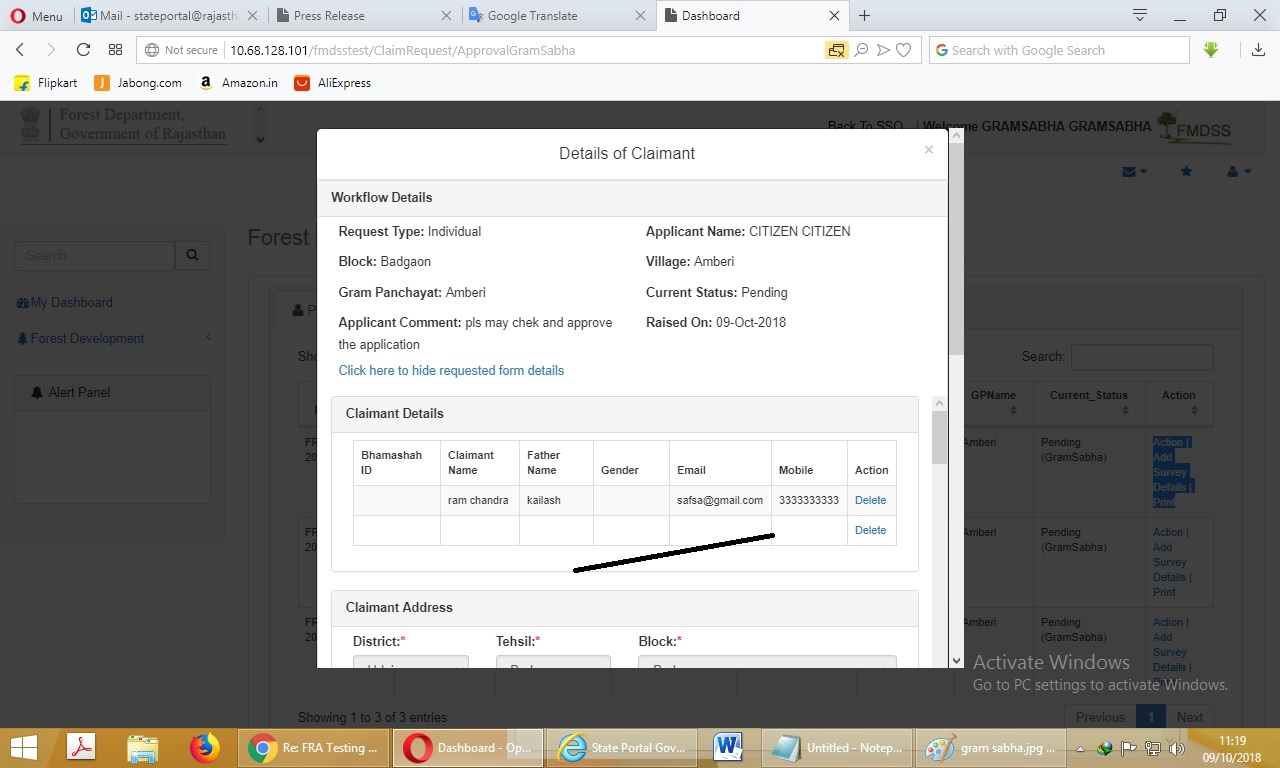 Menu
Mail - stateportal@rajasth
Press Release
Google Translate
Dashboard
Not secure
10.68.128.101/fmdsstest/ClaimRequest/ApprovalGramSabha
Search with Google Search
Flipkart
Jabong.com
Amazon.in
AliExpress
Forest Department,
Government of Rajasthan
Back To SSO | Welcome GRAMSABHA GRAMSABHA
FMDSS
Details of Claimant ×
Workflow Details
Request Type: Individual
Applicant Name: CITIZEN CITIZEN
Block: Badgaon
Village: Amberi
Gram Panchayat: Amberi
Current Status: Pending
Applicant Comment: pls may chek and approve
the application
Raised On: 09-Oct-2018
Click here to hide requested form details
Claimant Details
Bhamashah ID Claimant Name Father Name Gender Email Mobile Action
ram chandra kailash safsa@gmail.com 3333333333 Delete
Delete
Claimant Address
District:* Tehsil:* Block:*
Forest
Search...
My Dashboard
Forest Development
Alert Panel
Search:
GPName Current_Status Action
Amberi Pending (GramSabha) Action | Add Survey Details | Print
Amberi Pending (GramSabha) Action | Add Survey Details | Print
Amberi Pending (GramSabha) Action | Add Survey Details |
Activate Windows
Go to PC settings to activate Windows.
Showing 1 to 3 of 3 entries
Previous 1 Next
Re: FRA Testing ...
Dashboard - Op...
State Portal Gov...
Untitled - Notep...
gram sabha.jpg ...
11:19
09/10/2018